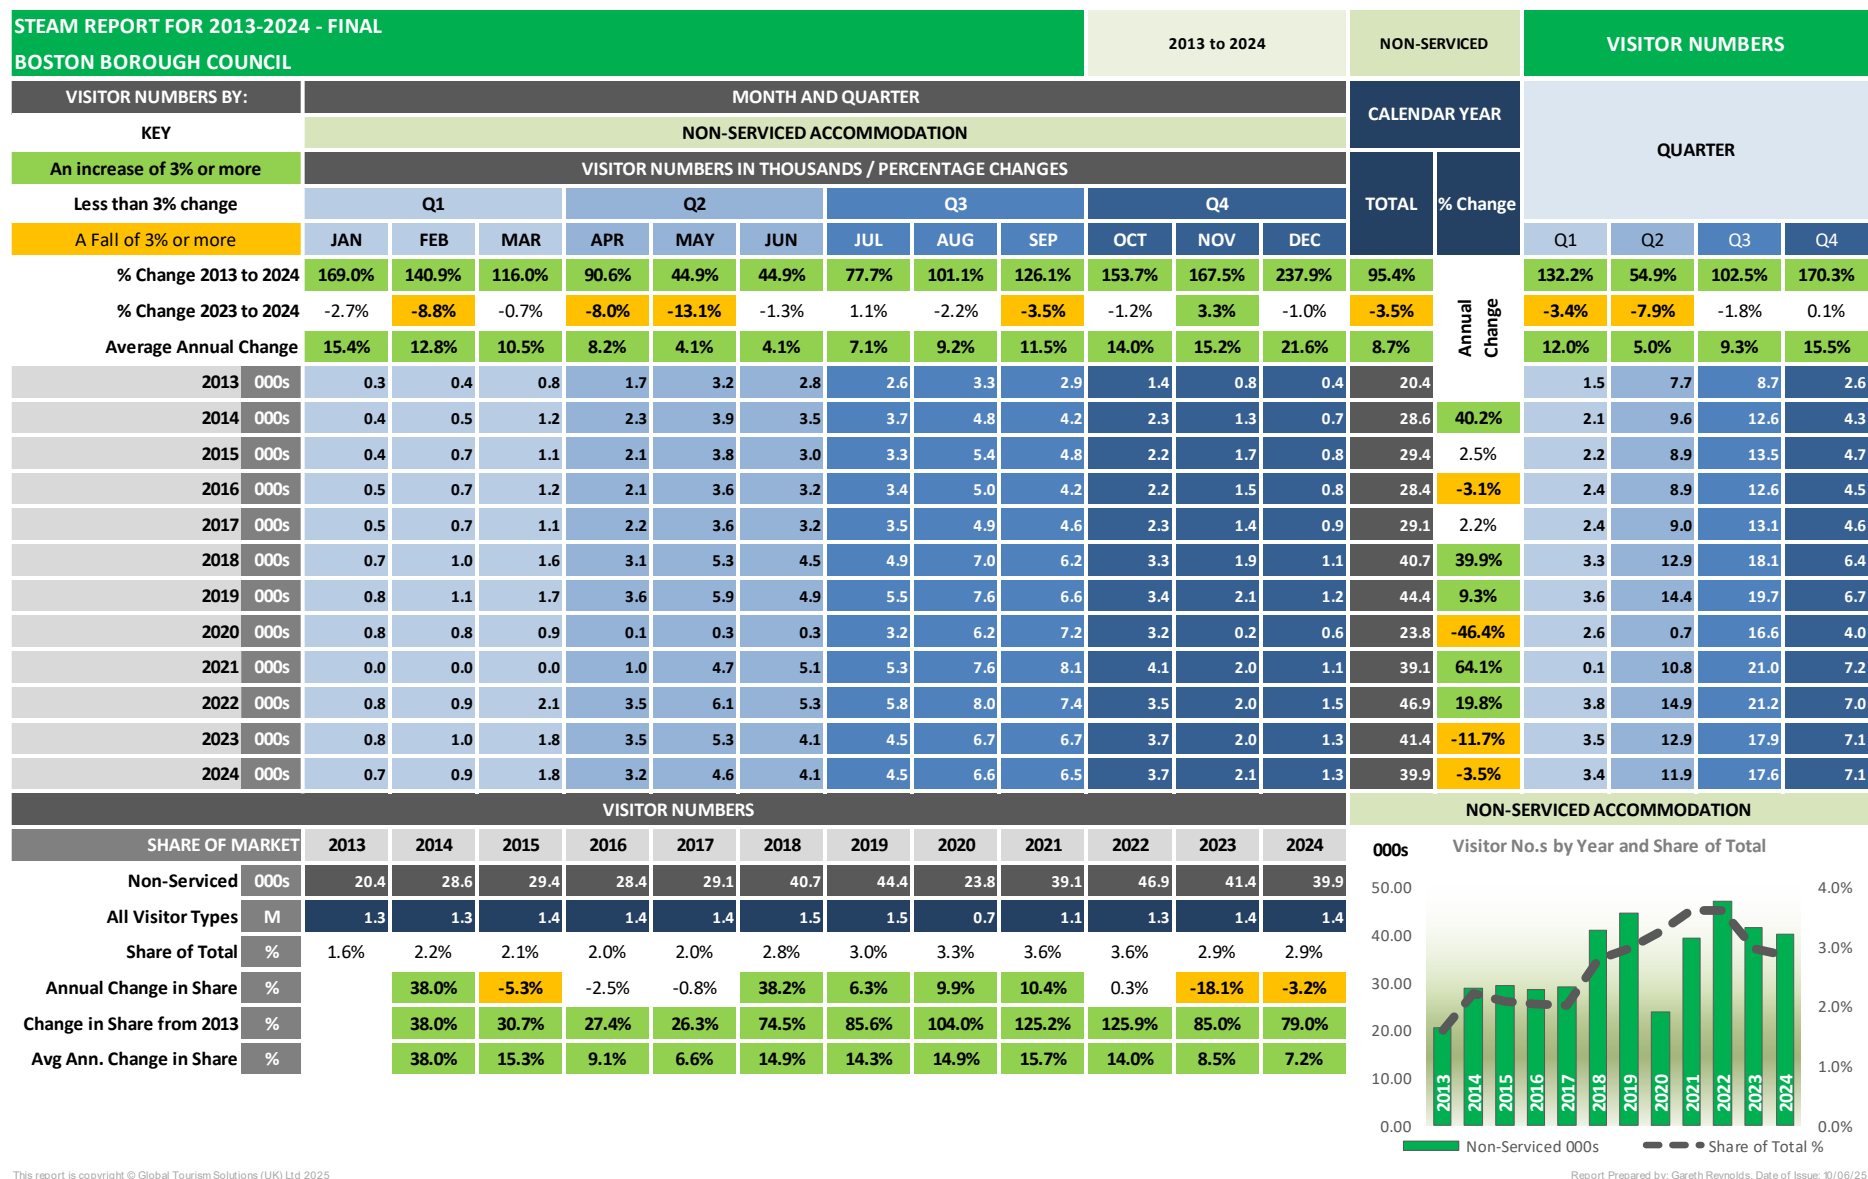 STEAM REPORT FOR 2013-2024 - FINAL
BOSTON BOROUGH COUNCIL
2013 to 2024
NON-SERVICED
VISITOR NUMBERS
VISITOR NUMBERS BY:
MONTH AND QUARTER
CALENDAR YEAR
QUARTER
KEY
NON-SERVICED ACCOMMODATION
An increase of 3% or more
VISITOR NUMBERS IN THOUSANDS / PERCENTAGE CHANGES
Less than 3% change
Q1 Q2 Q3 Q4 TOTAL % Change
A Fall of 3% or more JAN FEB MAR APR MAY JUN JUL AUG SEP OCT NOV DEC Q1 Q2 Q3 Q4
% Change 2013 to 2024 169.0% 140.9% 116.0% 90.6% 44.9% 44.9% 77.7% 101.1% 126.1% 153.7% 167.5% 237.9% 95.4% 132.2% 54.9% 102.5% 170.3%
% Change 2023 to 2024 -2.7% -8.8% -0.7% -8.0% -13.1% -1.3% 1.1% -2.2% -3.5% -1.2% 3.3% -1.0% -3.5% -3.4% -7.9% -1.8% 0.1%
Average Annual Change 15.4% 12.8% 10.5% 8.2% 4.1% 4.1% 7.1% 9.2% 11.5% 14.0% 15.2% 21.6% 8.7% 12.0% 5.0% 9.3% 15.5%
Annual
Change
2013 000s 0.3 0.4 0.8 1.7 3.2 2.8 2.6 3.3 2.9 1.4 0.8 0.4 20.4 1.5 7.7 8.7 2.6
2014 000s 0.4 0.5 1.2 2.3 3.9 3.5 3.7 4.8 4.2 2.3 1.3 0.7 28.6 40.2% 2.1 9.6 12.6 4.3
2015 000s 0.4 0.7 1.1 2.1 3.8 3.0 3.3 5.4 4.8 2.2 1.7 0.8 29.4 2.5% 2.2 8.9 13.5 4.7
2016 000s 0.5 0.7 1.2 2.1 3.6 3.2 3.4 5.0 4.2 2.2 1.5 0.8 28.4 -3.1% 2.4 8.9 12.6 4.5
2017 000s 0.5 0.7 1.1 2.2 3.6 3.2 3.5 4.9 4.6 2.3 1.4 0.9 29.1 2.2% 2.4 9.0 13.1 4.6
2018 000s 0.7 1.0 1.6 3.1 5.3 4.5 4.9 7.0 6.2 3.3 1.9 1.1 40.7 39.9% 3.3 12.9 18.1 6.4
2019 000s 0.8 1.1 1.7 3.6 5.9 4.9 5.5 7.6 6.6 3.4 2.1 1.2 44.4 9.3% 3.6 14.4 19.7 6.7
2020 000s 0.8 0.8 0.9 0.1 0.3 0.3 3.2 6.2 7.2 3.2 0.2 0.6 23.8 -46.4% 2.6 0.7 16.6 4.0
2021 000s 0.0 0.0 0.0 1.0 4.7 5.1 5.3 7.6 8.1 4.1 2.0 1.1 39.1 64.1% 0.1 10.8 21.0 7.2
2022 000s 0.8 0.9 2.1 3.5 6.1 5.3 5.8 8.0 7.4 3.5 2.0 1.5 46.9 19.8% 3.8 14.9 21.2 7.0
2023 000s 0.8 1.0 1.8 3.5 5.3 4.1 4.5 6.7 6.7 3.7 2.0 1.3 41.4 -11.7% 3.5 12.9 17.9 7.1
2024 000s 0.7 0.9 1.8 3.2 4.6 4.1 4.5 6.6 6.5 3.7 2.1 1.3 39.9 -3.5% 3.4 11.9 17.6 7.1
VISITOR NUMBERS
SHARE OF MARKET 2013 2014 2015 2016 2017 2018 2019 2020 2021 2022 2023 2024
Non-Serviced 000s 20.4 28.6 29.4 28.4 29.1 40.7 44.4 23.8 39.1 46.9 41.4 39.9
All Visitor Types M 1.3 1.3 1.4 1.4 1.4 1.5 1.5 0.7 1.1 1.3 1.4 1.4
Share of Total % 1.6% 2.2% 2.1% 2.0% 2.0% 2.8% 3.0% 3.3% 3.6% 3.6% 2.9% 2.9%
Annual Change in Share % 38.0% -5.3% -2.5% -0.8% 38.2% 6.3% 9.9% 10.4% 0.3% -18.1% -3.2%
Change in Share from 2013 % 38.0% 30.7% 27.4% 26.3% 74.5% 85.6% 104.0% 125.2% 125.9% 85.0% 79.0%
Avg Ann. Change in Share % 38.0% 15.3% 9.1% 6.6% 14.9% 14.3% 14.9% 15.7% 14.0% 8.5% 7.2%
NON-SERVICED ACCOMMODATION
000s Visitor No.s by Year and Share of Total
50.00 4.0%
40.00 3.0%
30.00 2.0%
20.00
10.00 1.0%
0.00 0.0%
2013 2014 2015 2016 2017 2018 2019 2020 2021 2022 2023 2024
Non-Serviced 000s Share of Total %
This report is copyright © Global Tourism Solutions (UK) Ltd 2025
Report Prepared by: Gareth Reynolds. Date of Issue: 10/06/25